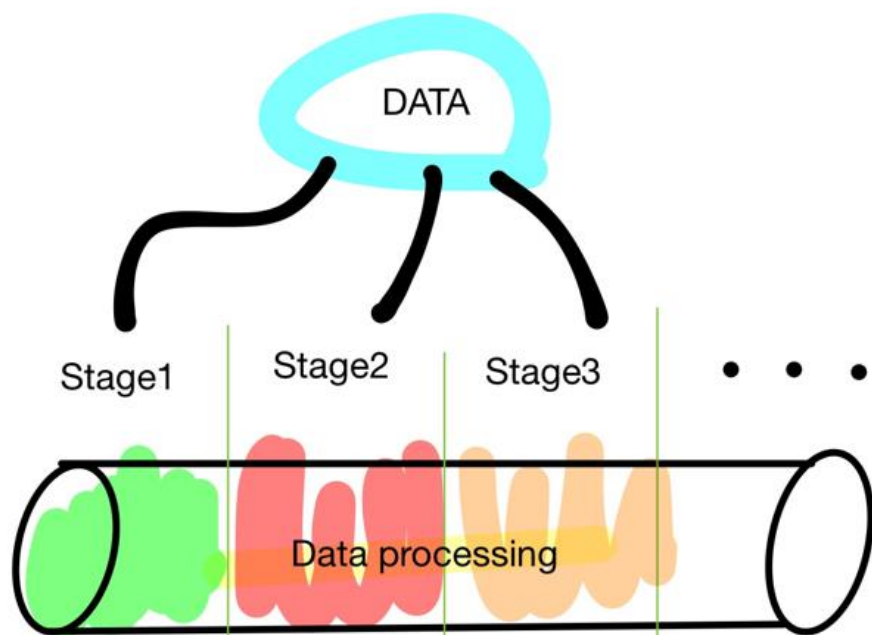 DATA
Stage1
Stage2
Stage3
. . .
Data processing